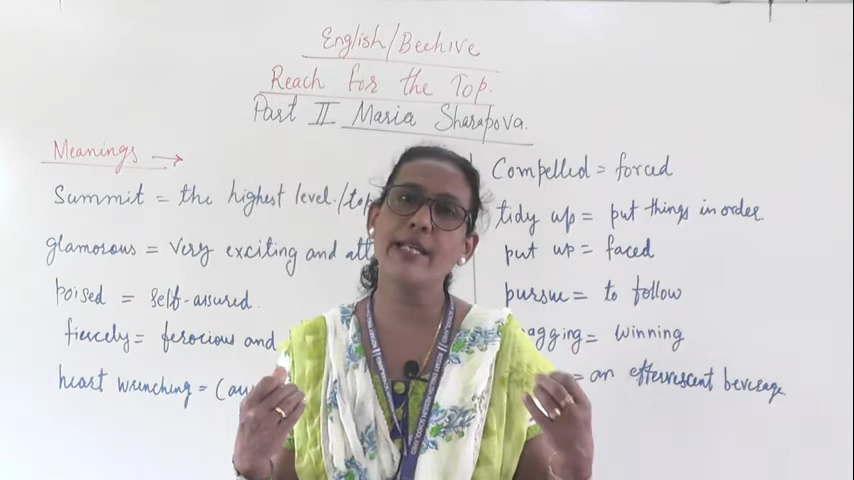 English/Beehive
Reach for the Top.
Part II Maria Sharapova.
Meanings →
Summit = the highest level./top
glamorous = very exciting and att
poised = self-assured.
fiercely = ferocious and
heart wrenching = (au
Compelled = forced
tidy up = put things in order
put up = faced
pursue = to follow
agging = winning
= an effervescent beverage